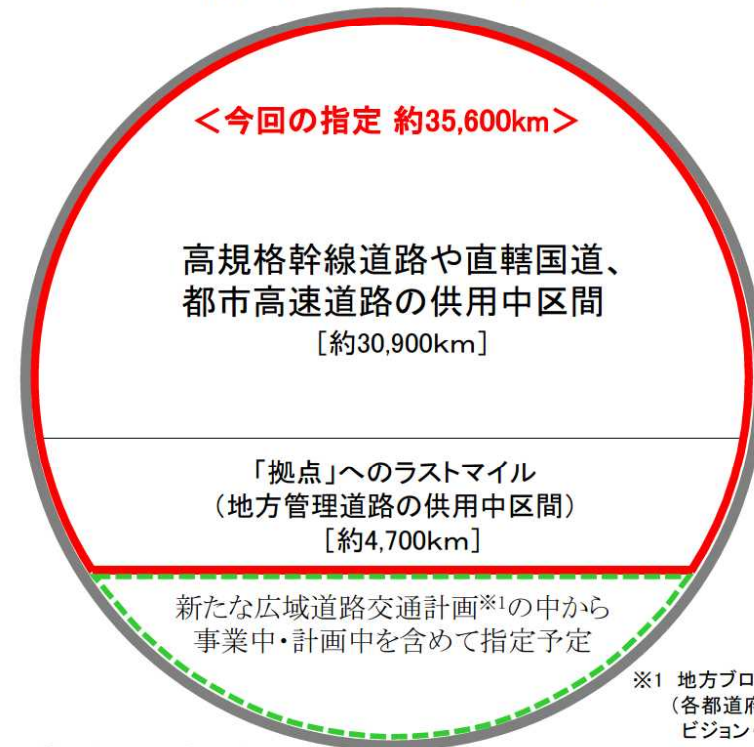 ＜今回の指定 約35,600km＞
高規格幹線道路や直轄国道、
都市高速道路の供用中区間
［約30,900km］
「拠点」へのラストマイル
（地方管理道路の供用中区間）
［約4,700km］
新たな広域道路交通計画※1の中から
事業中・計画中を含めて指定予定
※1 地方ブロ
（各都道府
ビジョン